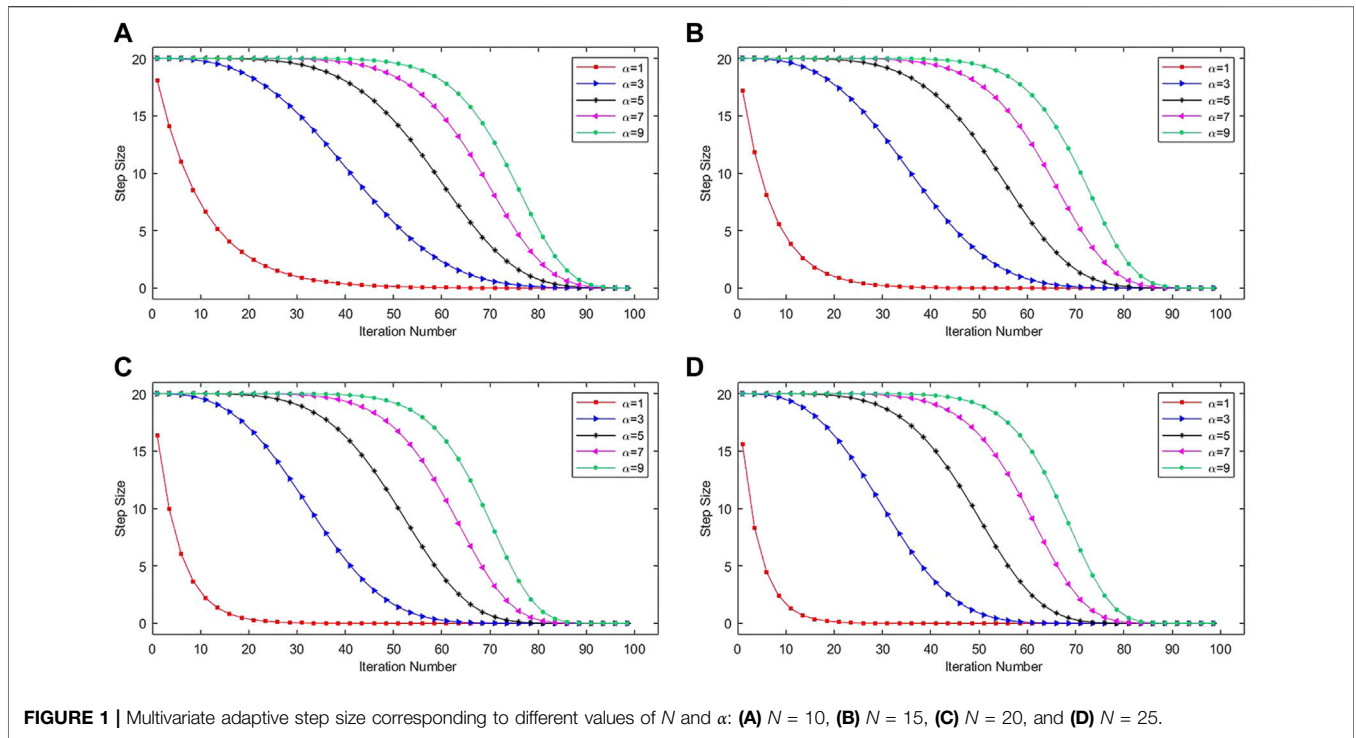 A
20
15
10
5
0
Step Size
0 10 20 30 40 50 60 70 80 90 100
Iteration Number
α=1
α=3
α=5
α=7
α=9
B
20
15
10
5
0
Step Size
0 10 20 30 40 50 60 70 80 90 100
Iteration Number
α=1
α=3
α=5
α=7
α=9
C
20
15
10
5
0
Step Size
0 10 20 30 40 50 60 70 80 90 100
Iteration Number
α=1
α=3
α=5
α=7
α=9
D
20
15
10
5
0
Step Size
0 10 20 30 40 50 60 70 80 90 100
Iteration Number
α=1
α=3
α=5
α=7
α=9
FIGURE 1 | Multivariate adaptive step size corresponding to different values of N and α: (A) N = 10, (B) N = 15, (C) N = 20, and (D) N = 25.